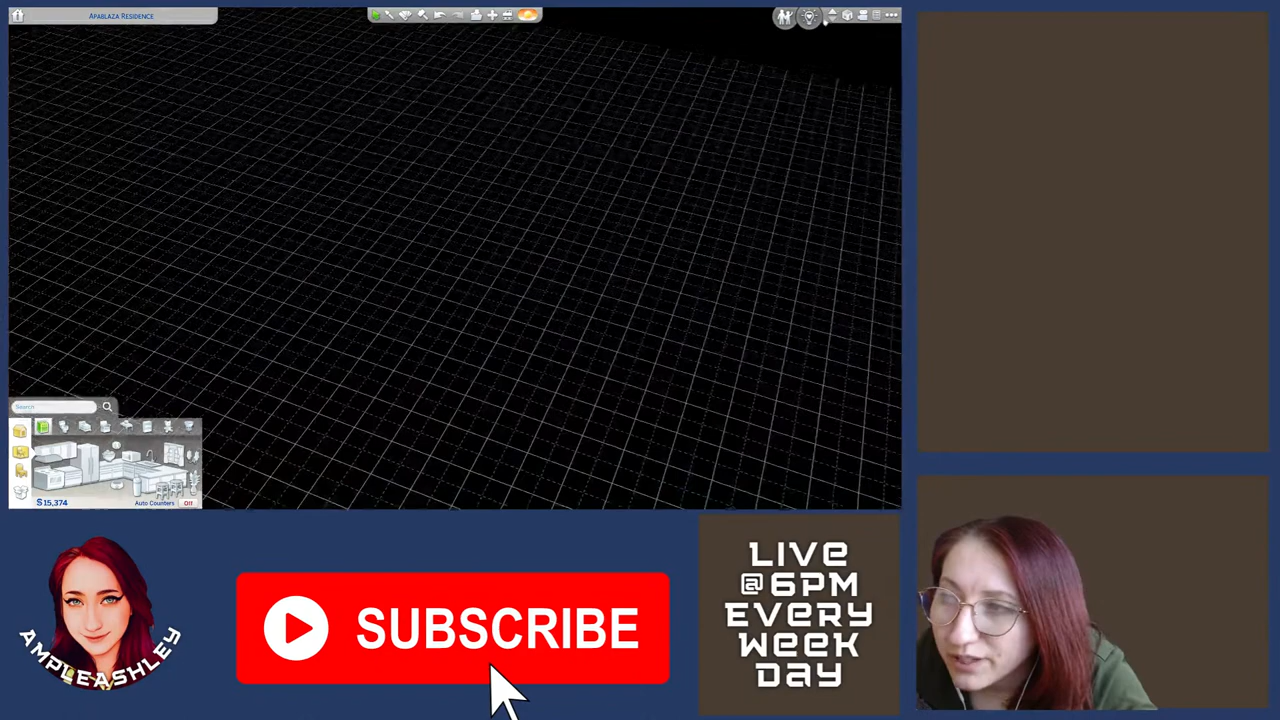 APABLAZA RESIDENCE
Search
§15,374
Auto Counters Off
AMPLEASHLEY
SUBSCRIBE
LIVE
@6PM
EVERY
WEEK
DAY